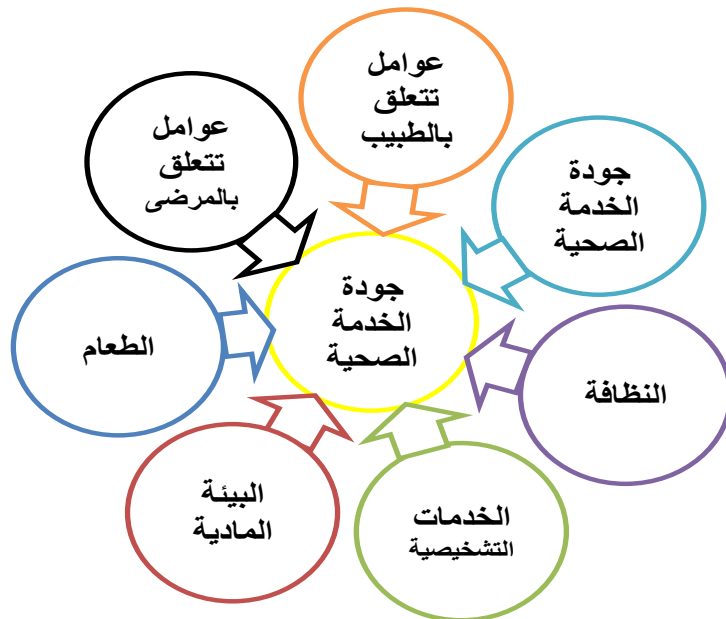 عوامل
تتعلق
بالطبيب
عوامل
تتعلق
بالمرضى
جودة
الخدمة
الصحية
جودة
الخدمة
الصحية
الطعام
النظافة
البيئة
المادية
الخدمات
التشخيصية